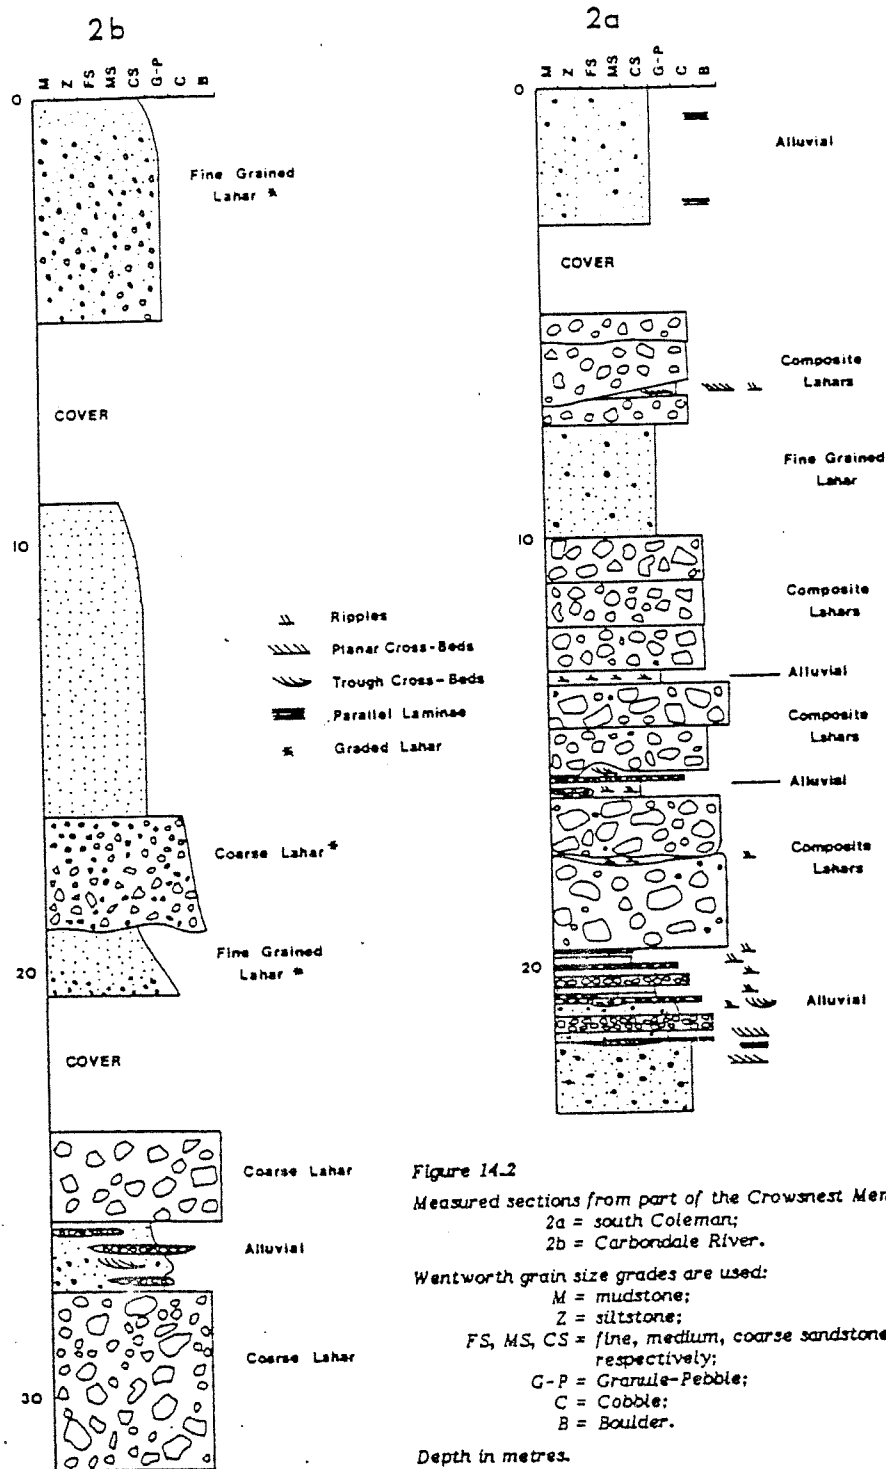 2b
M Z FS MS CS G-P C B
0
Fine Grained
Lahar *
COVER
10
Coarse Lahar *
Fine Grained
Lahar *
20
COVER
Coarse Lahar
Alluvial
Coarse Lahar
30
Ripples
Planar Cross-Beds
Trough Cross-Beds
Parallel Laminae
* Graded Lahar
2a
M Z FS MS CS G-P C B
0
Alluvial
COVER
Composite
Lahars
Fine Grained
Lahar
10
Composite
Lahars
Alluvial
Composite
Lahars
Alluvial
Composite
Lahars
20
Alluvial
Figure 14.2
Measured sections from part of the Crowsnest Mem
2a = south Coleman;
2b = Carbondale River.
Wentworth grain size grades are used:
M = mudstone;
Z = siltstone;
FS, MS, CS = fine, medium, coarse sandstone
respectively;
G-P = Granule-Pebble;
C = Cobble;
B = Boulder.
Depth in metres.